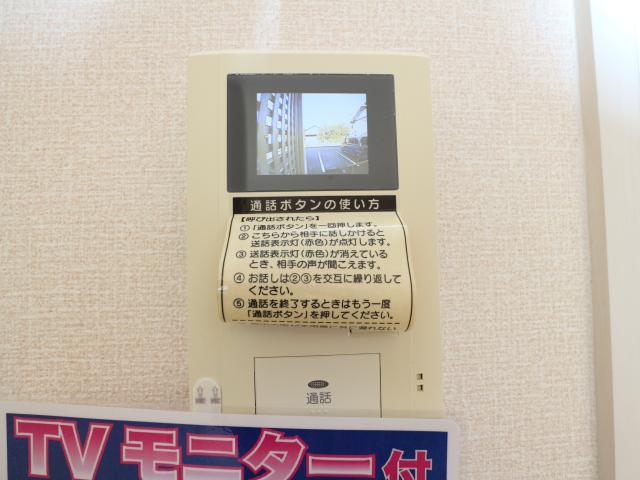 通話ボタンの使い方
【呼び出されたら】
①「通話ボタン」を一回押します。
② こちらから相手に話しかけると
送話表示灯(赤色)が点灯します。
③ 送話表示灯(赤色)が消えている
とき、相手の声が聞こえます。
④ お話しは②③を交互に繰り返して
ください。
⑤ 通話を終了するときはもう一度
「通話ボタン」を押してください。
通話
TVモニター付